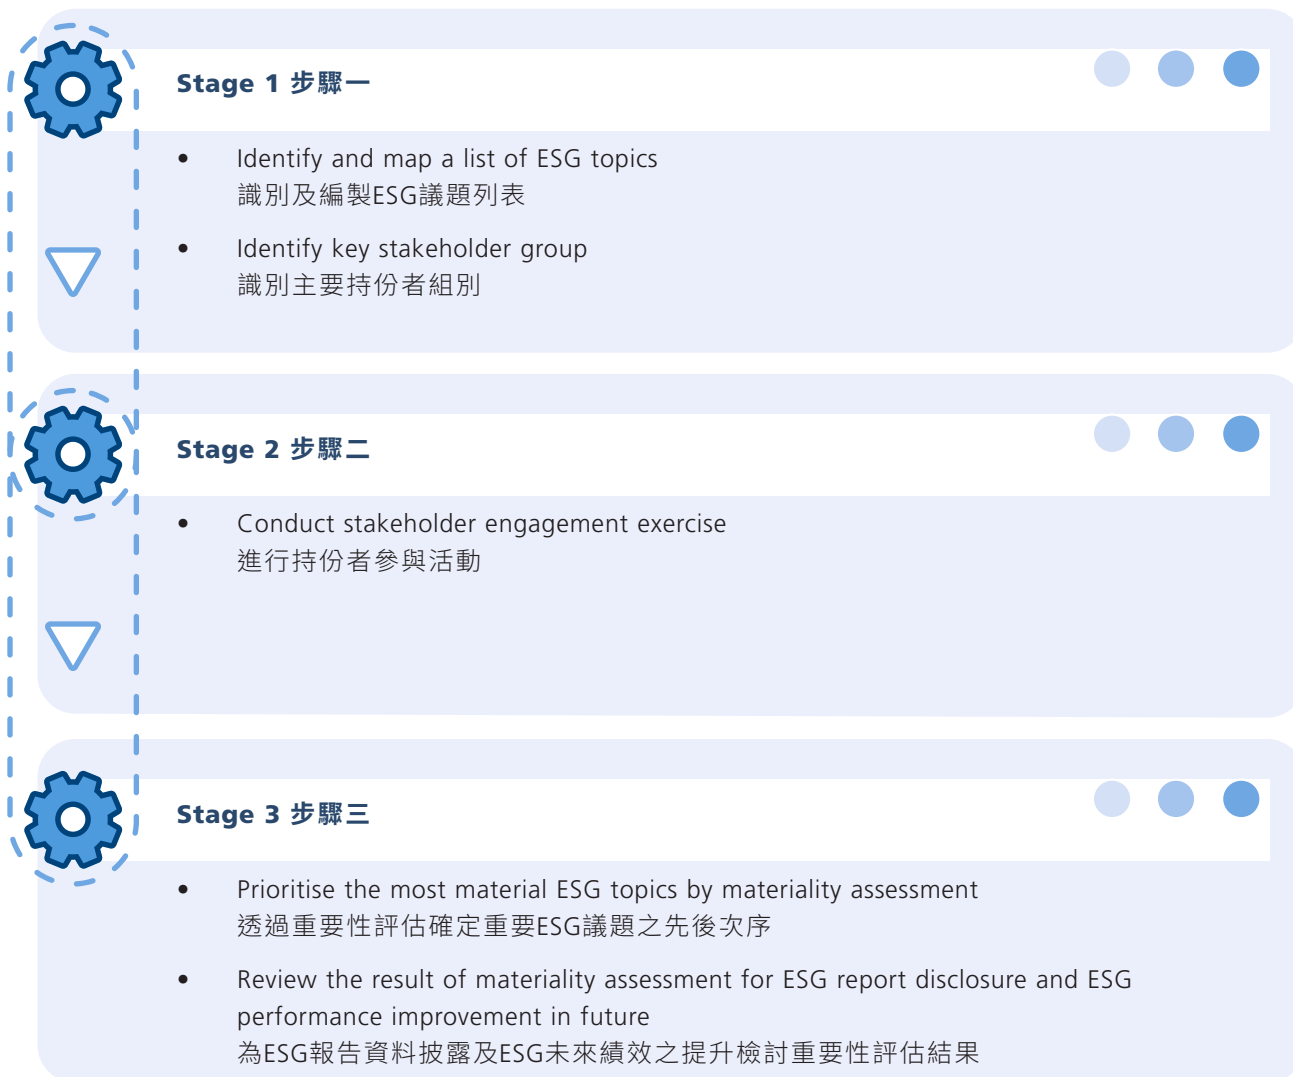 Stage 1 步驟一
• Identify and map a list of ESG topics
識別及編製ESG議題列表
• Identify key stakeholder group
識別主要持份者組別
Stage 2 步驟二
• Conduct stakeholder engagement exercise
進行持份者參與活動
Stage 3 步驟三
• Prioritise the most material ESG topics by materiality assessment
透過重要性評估確定重要ESG議題之先後次序
• Review the result of materiality assessment for ESG report disclosure and ESG
performance improvement in future
為ESG報告資料披露及ESG未來績效之提升檢討重要性評估結果